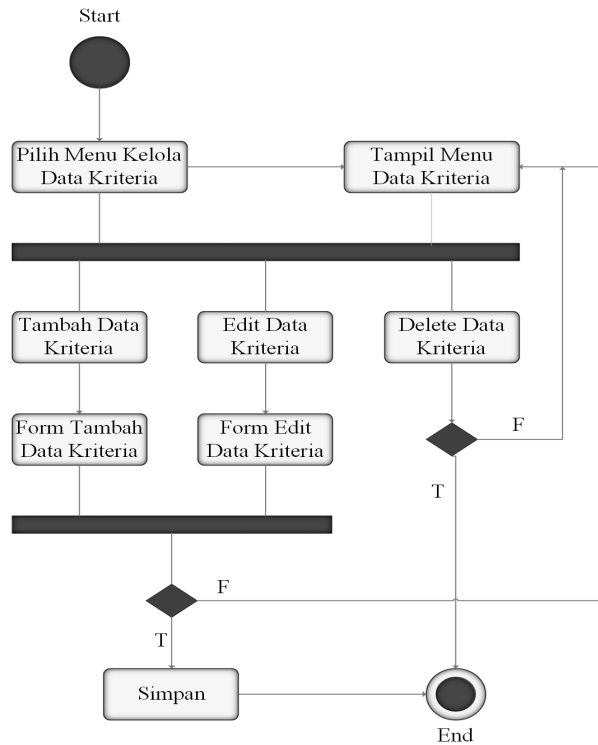 Start
Pilih Menu Kelola
Data Kriteria
Tampil Menu
Data Kriteria
Tambah Data
Kriteria
Edit Data
Kriteria
Delete Data
Kriteria
Form Tambah
Data Kriteria
Form Edit
Data Kriteria
F
T
F
T
Simpan
End